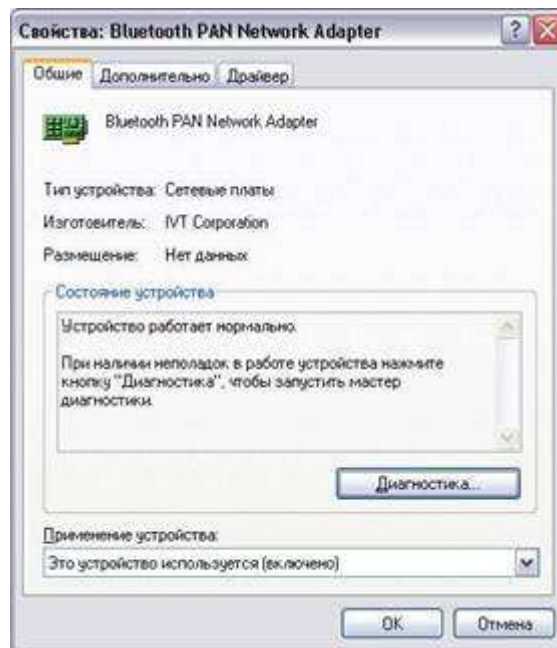 Свойства: Bluetooth PAN Network Adapter
Общие Дополнительно Драйвер
Bluetooth PAN Network Adapter
Тип устройства: Сетевые платы
Изготовитель: IVT Corporation
Размещение: Нет данных
Состояние устройства
Устройство работает нормально.
При наличии неполадок в работе устройства нажмите
кнопку "Диагностика", чтобы запустить мастер
диагностики.
Диагностика...
Применение устройства:
Это устройство используется (включено)
OK Отмена